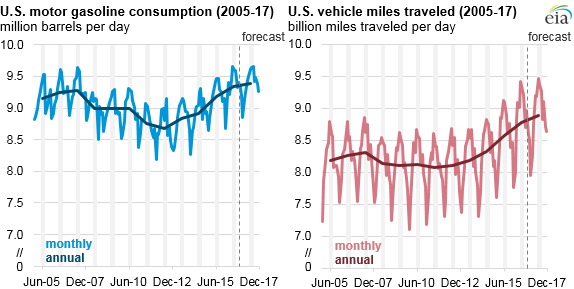 U.S. motor gasoline consumption (2005-17)
million barrels per day
forecast
10.0
9.5
9.0
8.5
8.0
7.5
7.0
//
0
monthly
annual
Jun-05 Dec-07 Jun-10 Dec-12 Jun-15 Dec-17
U.S. vehicle miles traveled (2005-17)
billion miles traveled per day
eia
forecast
10.0
9.5
9.0
8.5
8.0
7.5
7.0
//
0
monthly
annual
Jun-05 Dec-07 Jun-10 Dec-12 Jun-15 Dec-17